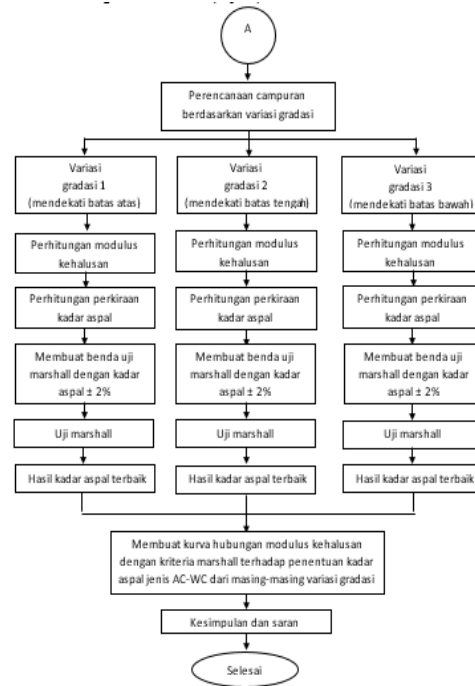 A
Perencanaan campuran
berdasarkan variasi gradasi
Variasi
gradasi 1
(mendekati batas atas)
Variasi
gradasi 2
(mendekati batas tengah)
Variasi
gradasi 3
(mendekati batas bawah)
Perhitungan modulus
kehalusan
Perhitungan modulus
kehalusan
Perhitungan modulus
kehalusan
Perhitungan perkiraan
kadar aspal
Perhitungan perkiraan
kadar aspal
Perhitungan perkiraan
kadar aspal
Membuat benda uji
marshall dengan kadar
aspal ± 2%
Membuat benda uji
marshall dengan kadar
aspal ± 2%
Membuat benda uji
marshall dengan kadar
aspal ± 2%
Uji marshall
Uji marshall
Uji marshall
Hasil kadar aspal terbaik
Hasil kadar aspal terbaik
Hasil kadar aspal terbaik
Membuat kurva hubungan modulus kehalusan
dengan kriteria marshall terhadap penentuan kadar
aspal jenis AC-WC dari masing-masing variasi gradasi
Kesimpulan dan saran
Selesai